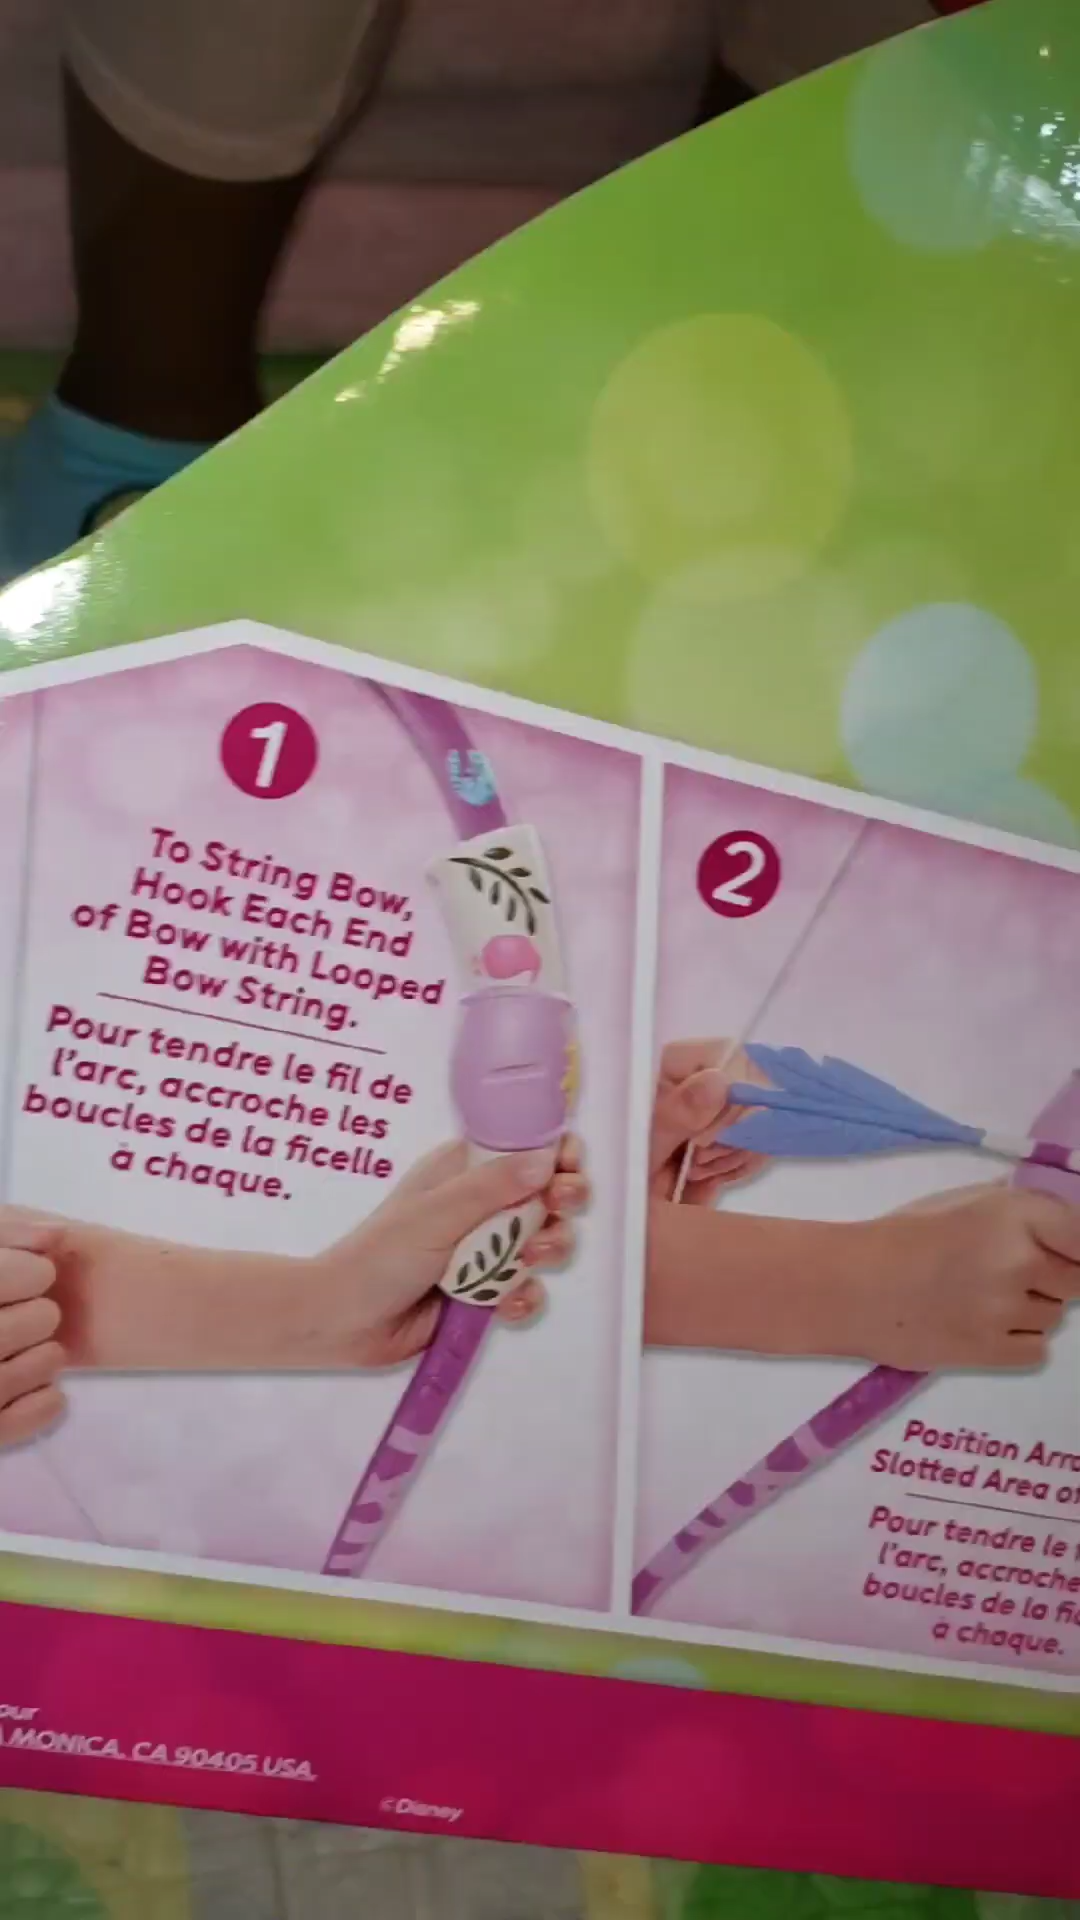 1
To String Bow,
Hook Each End
of Bow with Looped
Bow String.
Pour tendre le fil de
l'arc, accroche les
boucles de la ficelle
à chaque.
2
Position
Slotted Area
Pour tendre le
l'arc, accroche
boucles de la
à chaque.
MONICA, CA 90405 USA.
©Disney